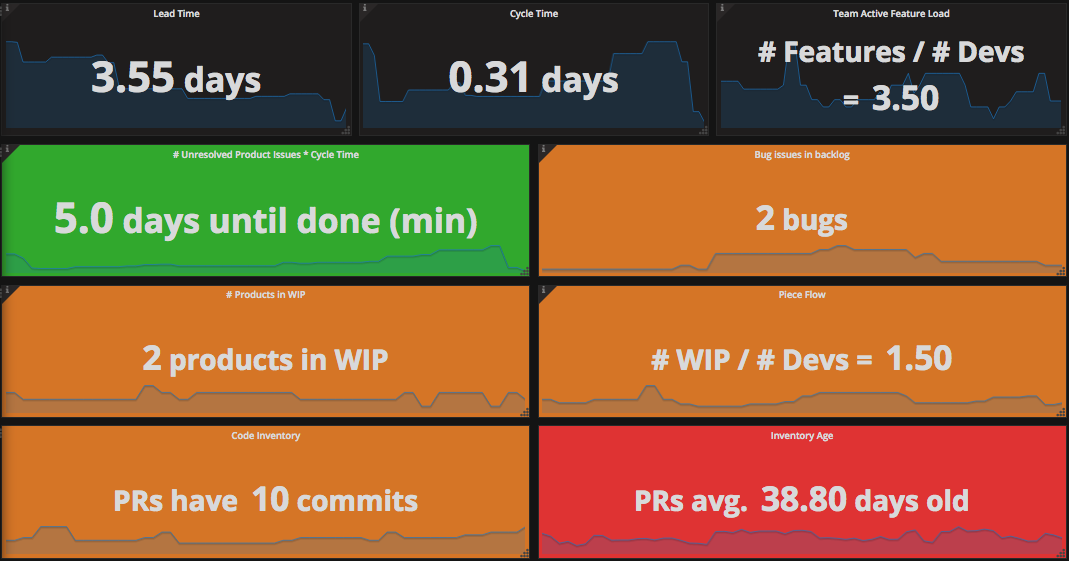 Lead Time
3.55 days
Cycle Time
0.31 days
Team Active Feature Load
# Features / # Devs
= 3.50
# Unresolved Product Issues * Cycle Time
5.0 days until done (min)
Bug issues in backlog
2 bugs
# Products in WIP
2 products in WIP
Piece Flow
# WIP / # Devs = 1.50
Code Inventory
PRs have 10 commits
Inventory Age
PRs avg. 38.80 days old